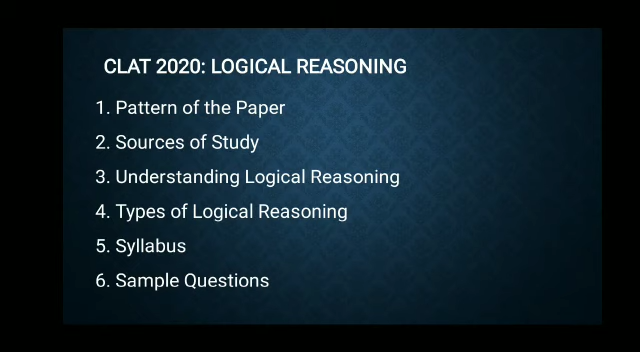 CLAT 2020: LOGICAL REASONING
1. Pattern of the Paper
2. Sources of Study
3. Understanding Logical Reasoning
4. Types of Logical Reasoning
5. Syllabus
6. Sample Questions